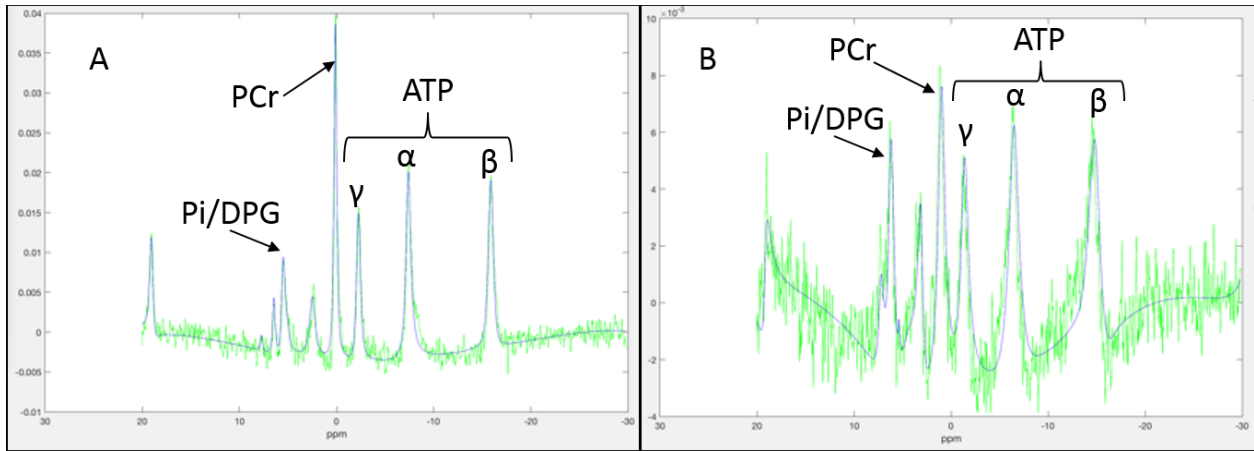 A
PCr
ATP
γ
α
β
Pi/DPG
0.04
0.035
0.03
0.025
0.02
0.015
0.01
0.005
0
-0.005
-0.01
30
20
10
0
-10
-20
-30
ppm
B
PCr
ATP
γ
α
β
Pi/DPG
10 ×10⁻³
8
6
4
2
0
-2
-4
30
20
10
0
-10
-20
-30
ppm